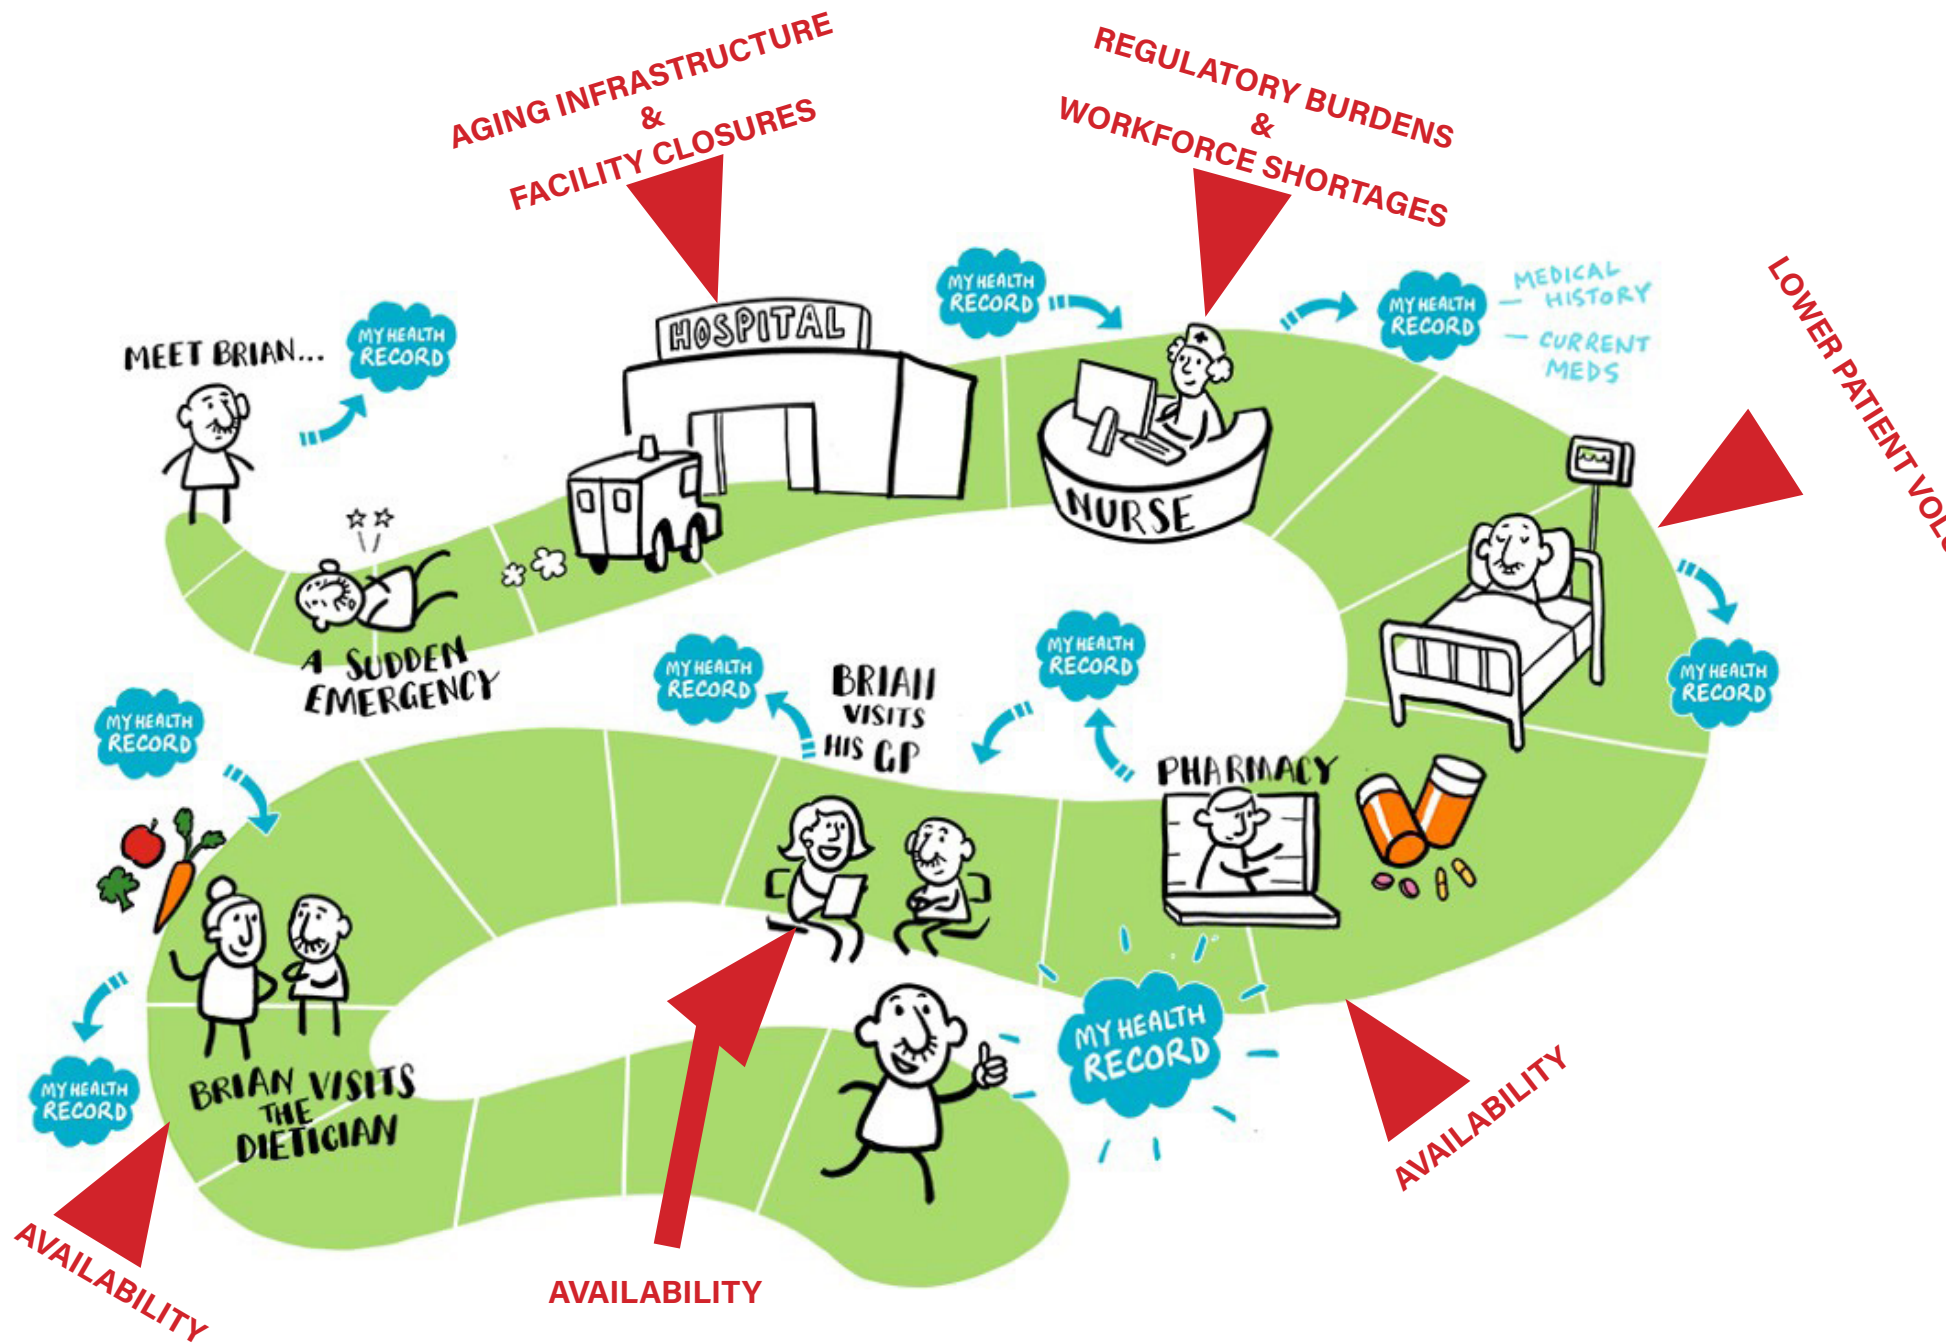 AGING INFRASTRUCTURE
&
FACILITY CLOSURES
REGULATORY BURDENS
&
WORKFORCE SHORTAGES
LOWER PATIENT
MEET BRIAN...
MY HEALTH
RECORD
HOSPITAL
MY HEALTH
RECORD
NURSE
MY HEALTH
RECORD
— MEDICAL
HISTORY
— CURRENT
MEDS
A SUDDEN
EMERGENCY
MY HEALTH
RECORD
AVAILABILITY
PHARMACY
MY HEALTH
RECORD
BRIAN
VISITS
HIS GP
MY HEALTH
RECORD
AVAILABILITY
MY HEALTH
RECORD
BRIAN VISITS
THE
DIETICIAN
MY HEALTH
RECORD
AVAILABILITY
MY HEALTH
RECORD